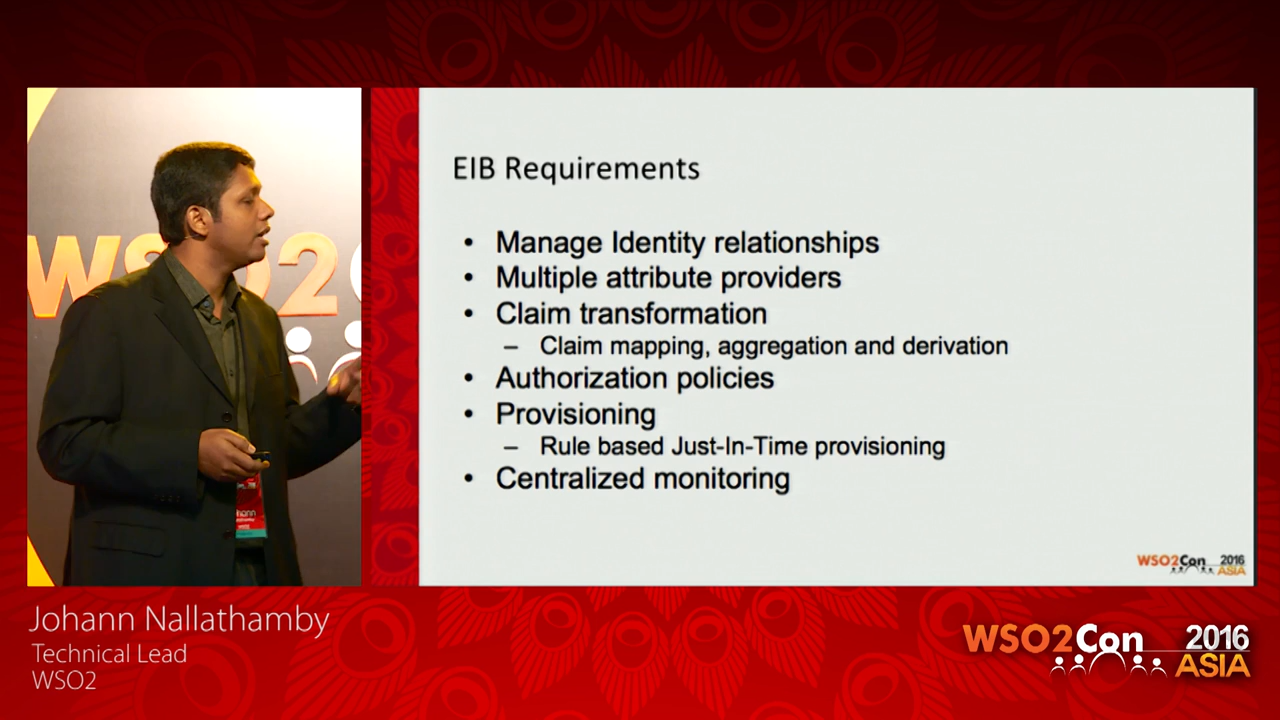 WSO2
EIB Requirements
• Manage Identity relationships
• Multiple attribute providers
• Claim transformation
– Claim mapping, aggregation and derivation
• Authorization policies
• Provisioning
– Rule based Just-In-Time provisioning
• Centralized monitoring
WSO2Con 2016
ASIA
Johann Nallathamby
Technical Lead
WSO2
WSO2Con 2016
ASIA